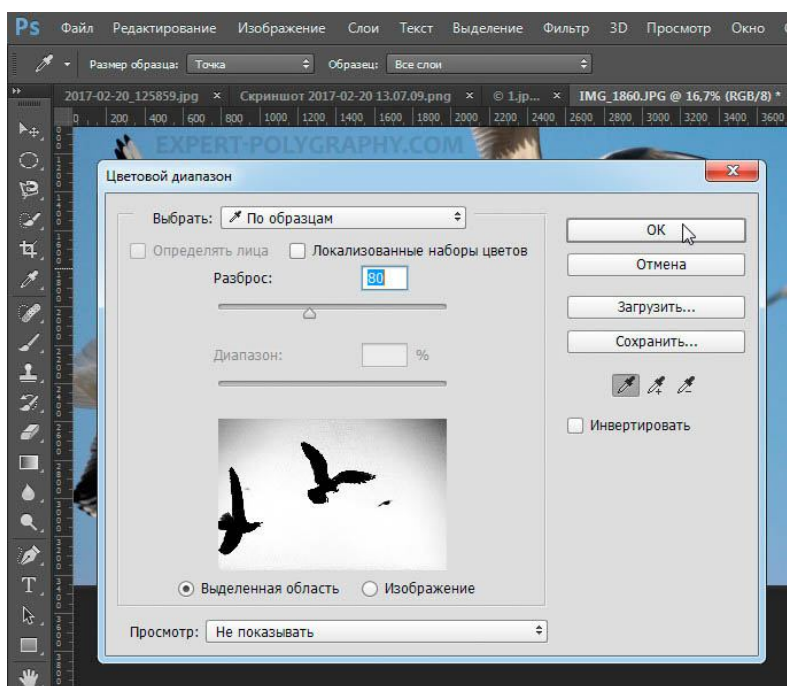 Ps Файл Редактирование Изображение Слои Текст Выделение Фильтр 3D Просмотр Окно
Размер образца: Точка Образец: Все слои
2017-02-20_125859.jpg × Скриншот 2017-02-20 13.07.09.png × © 1.jp... × IMG_1860.JPG @ 16,7% (RGB/8) *
0 200 400 600 800 1000 1200 1400 1600 1800 2000 2200 2400 2600 2800 3000 3200 3400 3600
EXPERT-POLYGRAPHY.COM
Цветовой диапазон
Выбрать: По образцам
OK
Определять лица Локализованные наборы цветов
Отмена
Разброс: 80
Загрузить...
Сохранить...
Диапазон: %
Инвертировать
Выделенная область Изображение
Просмотр: Не показывать